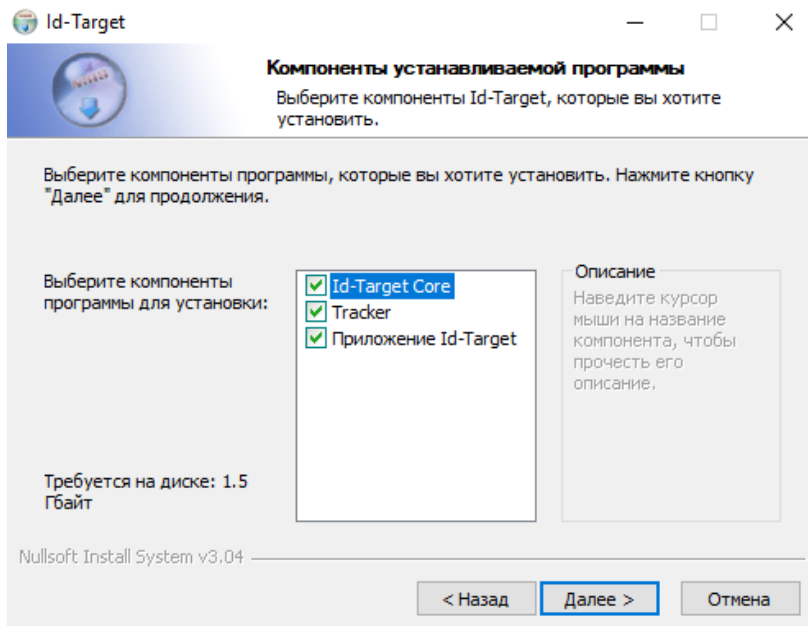 Id-Target
Компоненты устанавливаемой программы
Выберите компоненты Id-Target, которые вы хотите
установить.
Выберите компоненты программы, которые вы хотите установить. Нажмите кнопку
"Далее" для продолжения.
Выберите компоненты
программы для установки:
Id-Target Core
Tracker
Приложение Id-Target
Описание
Наведите курсор
мыши на название
компонента, чтобы
прочесть его
описание.
Требуется на диске: 1.5
Гбайт
Nullsoft Install System v3.04
< Назад
Далее >
Отмена